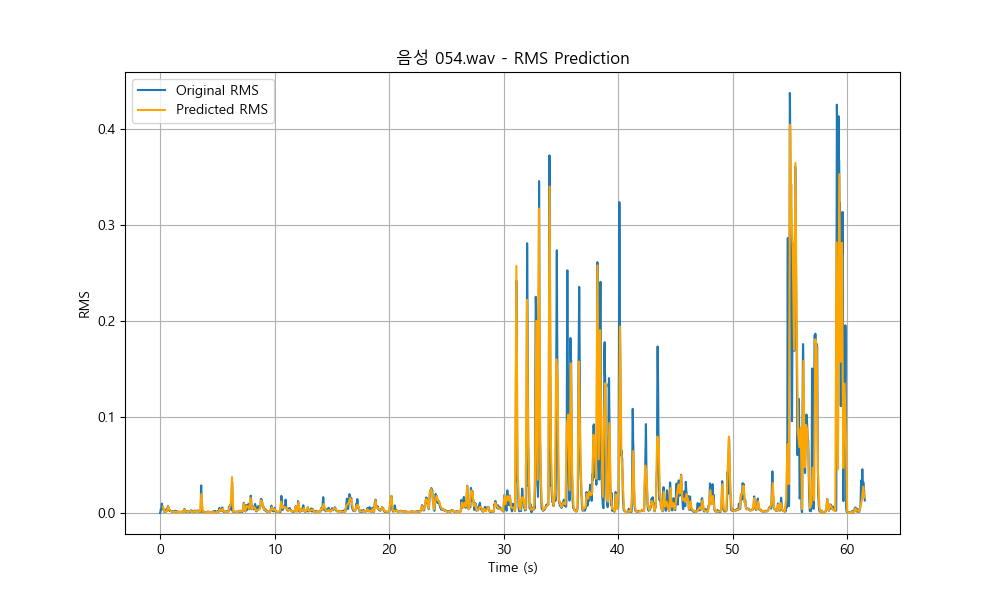 음성 054.wav - RMS Prediction
Original RMS
Predicted RMS
RMS
0.4
0.3
0.2
0.1
0.0
0 10 20 30 40 50 60
Time (s)